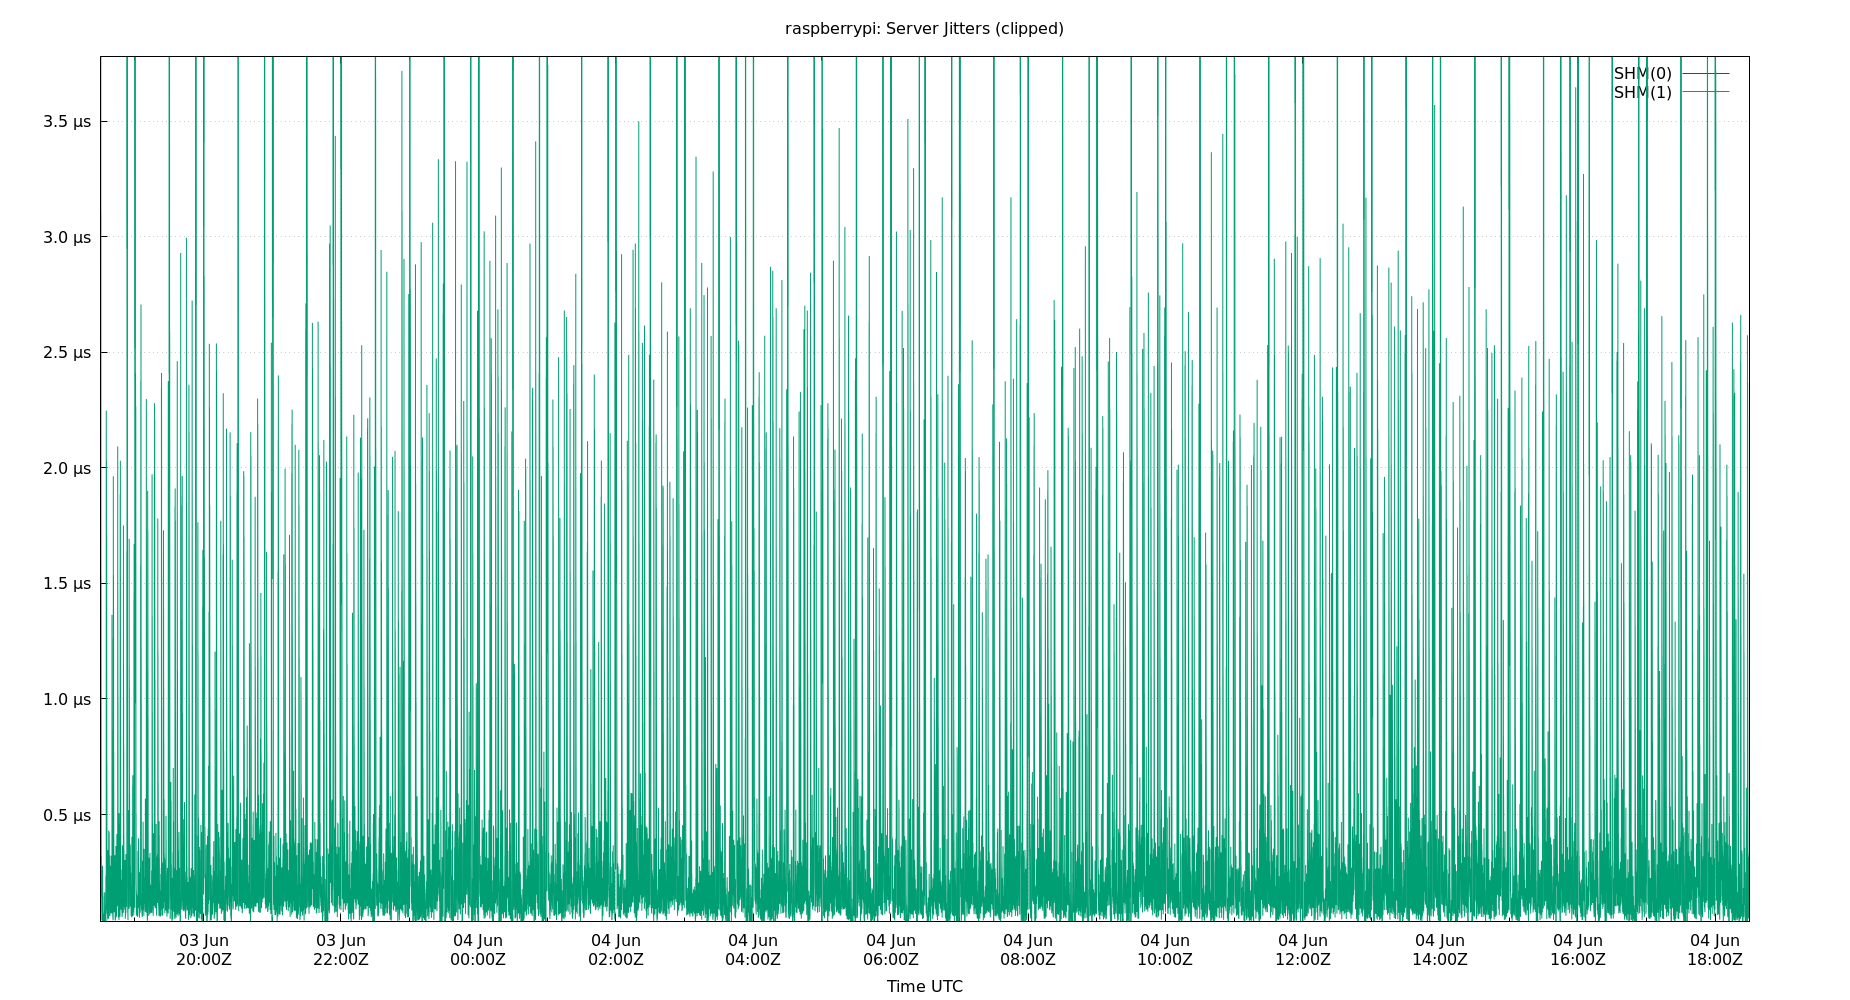 raspberrypi: Server Jitters (clipped)
SHM(0)
SHM(1)
3.5 µs
3.0 µs
2.5 µs
2.0 µs
1.5 µs
1.0 µs
0.5 µs
03 Jun 03 Jun 04 Jun 04 Jun 04 Jun 04 Jun 04 Jun 04 Jun 04 Jun 04 Jun 04 Jun 04 Jun
20:00Z 22:00Z 00:00Z 02:00Z 04:00Z 06:00Z 08:00Z 10:00Z 12:00Z 14:00Z 16:00Z 18:00Z
Time UTC